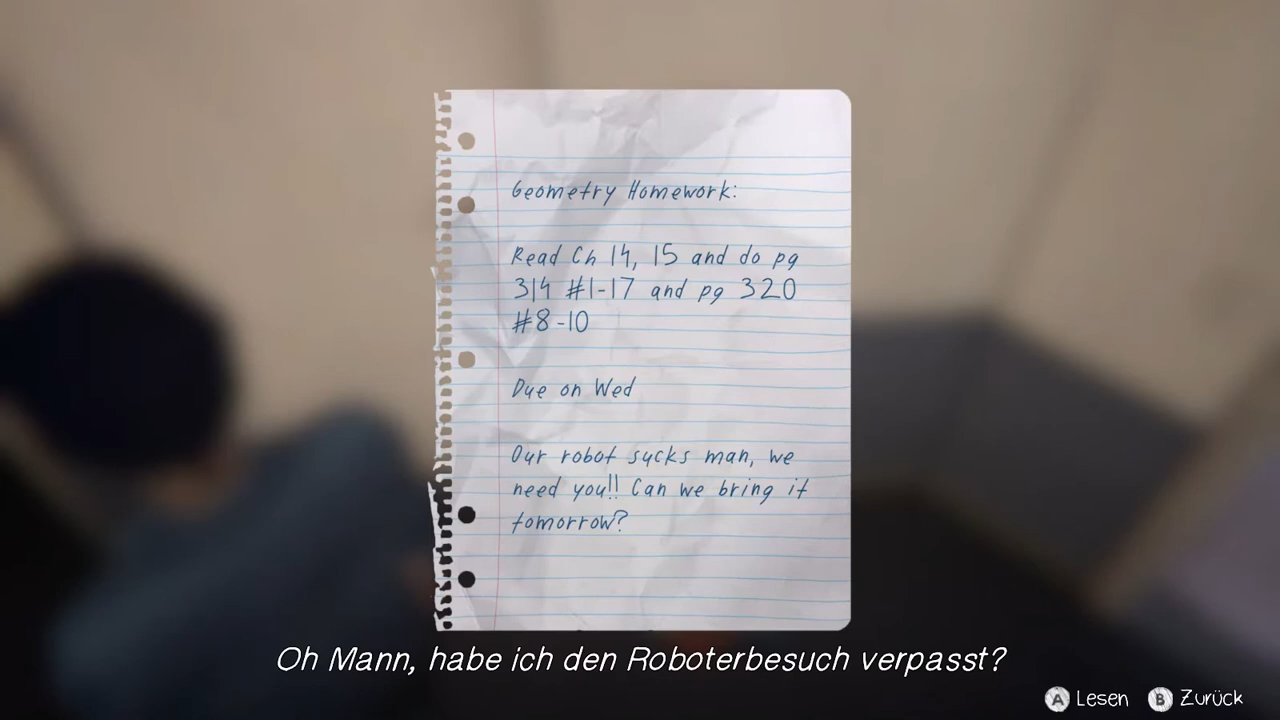 Geometry Homework:
Read Ch 14, 15 and do pg
314 #1-17 and pg 320
#8-10
Due on Wed
Our robot sucks man, we
need you!! Can we bring it
tomorrow?
Oh Mann, habe ich den Roboterbesuch verpasst?
A Lesen B Zurück